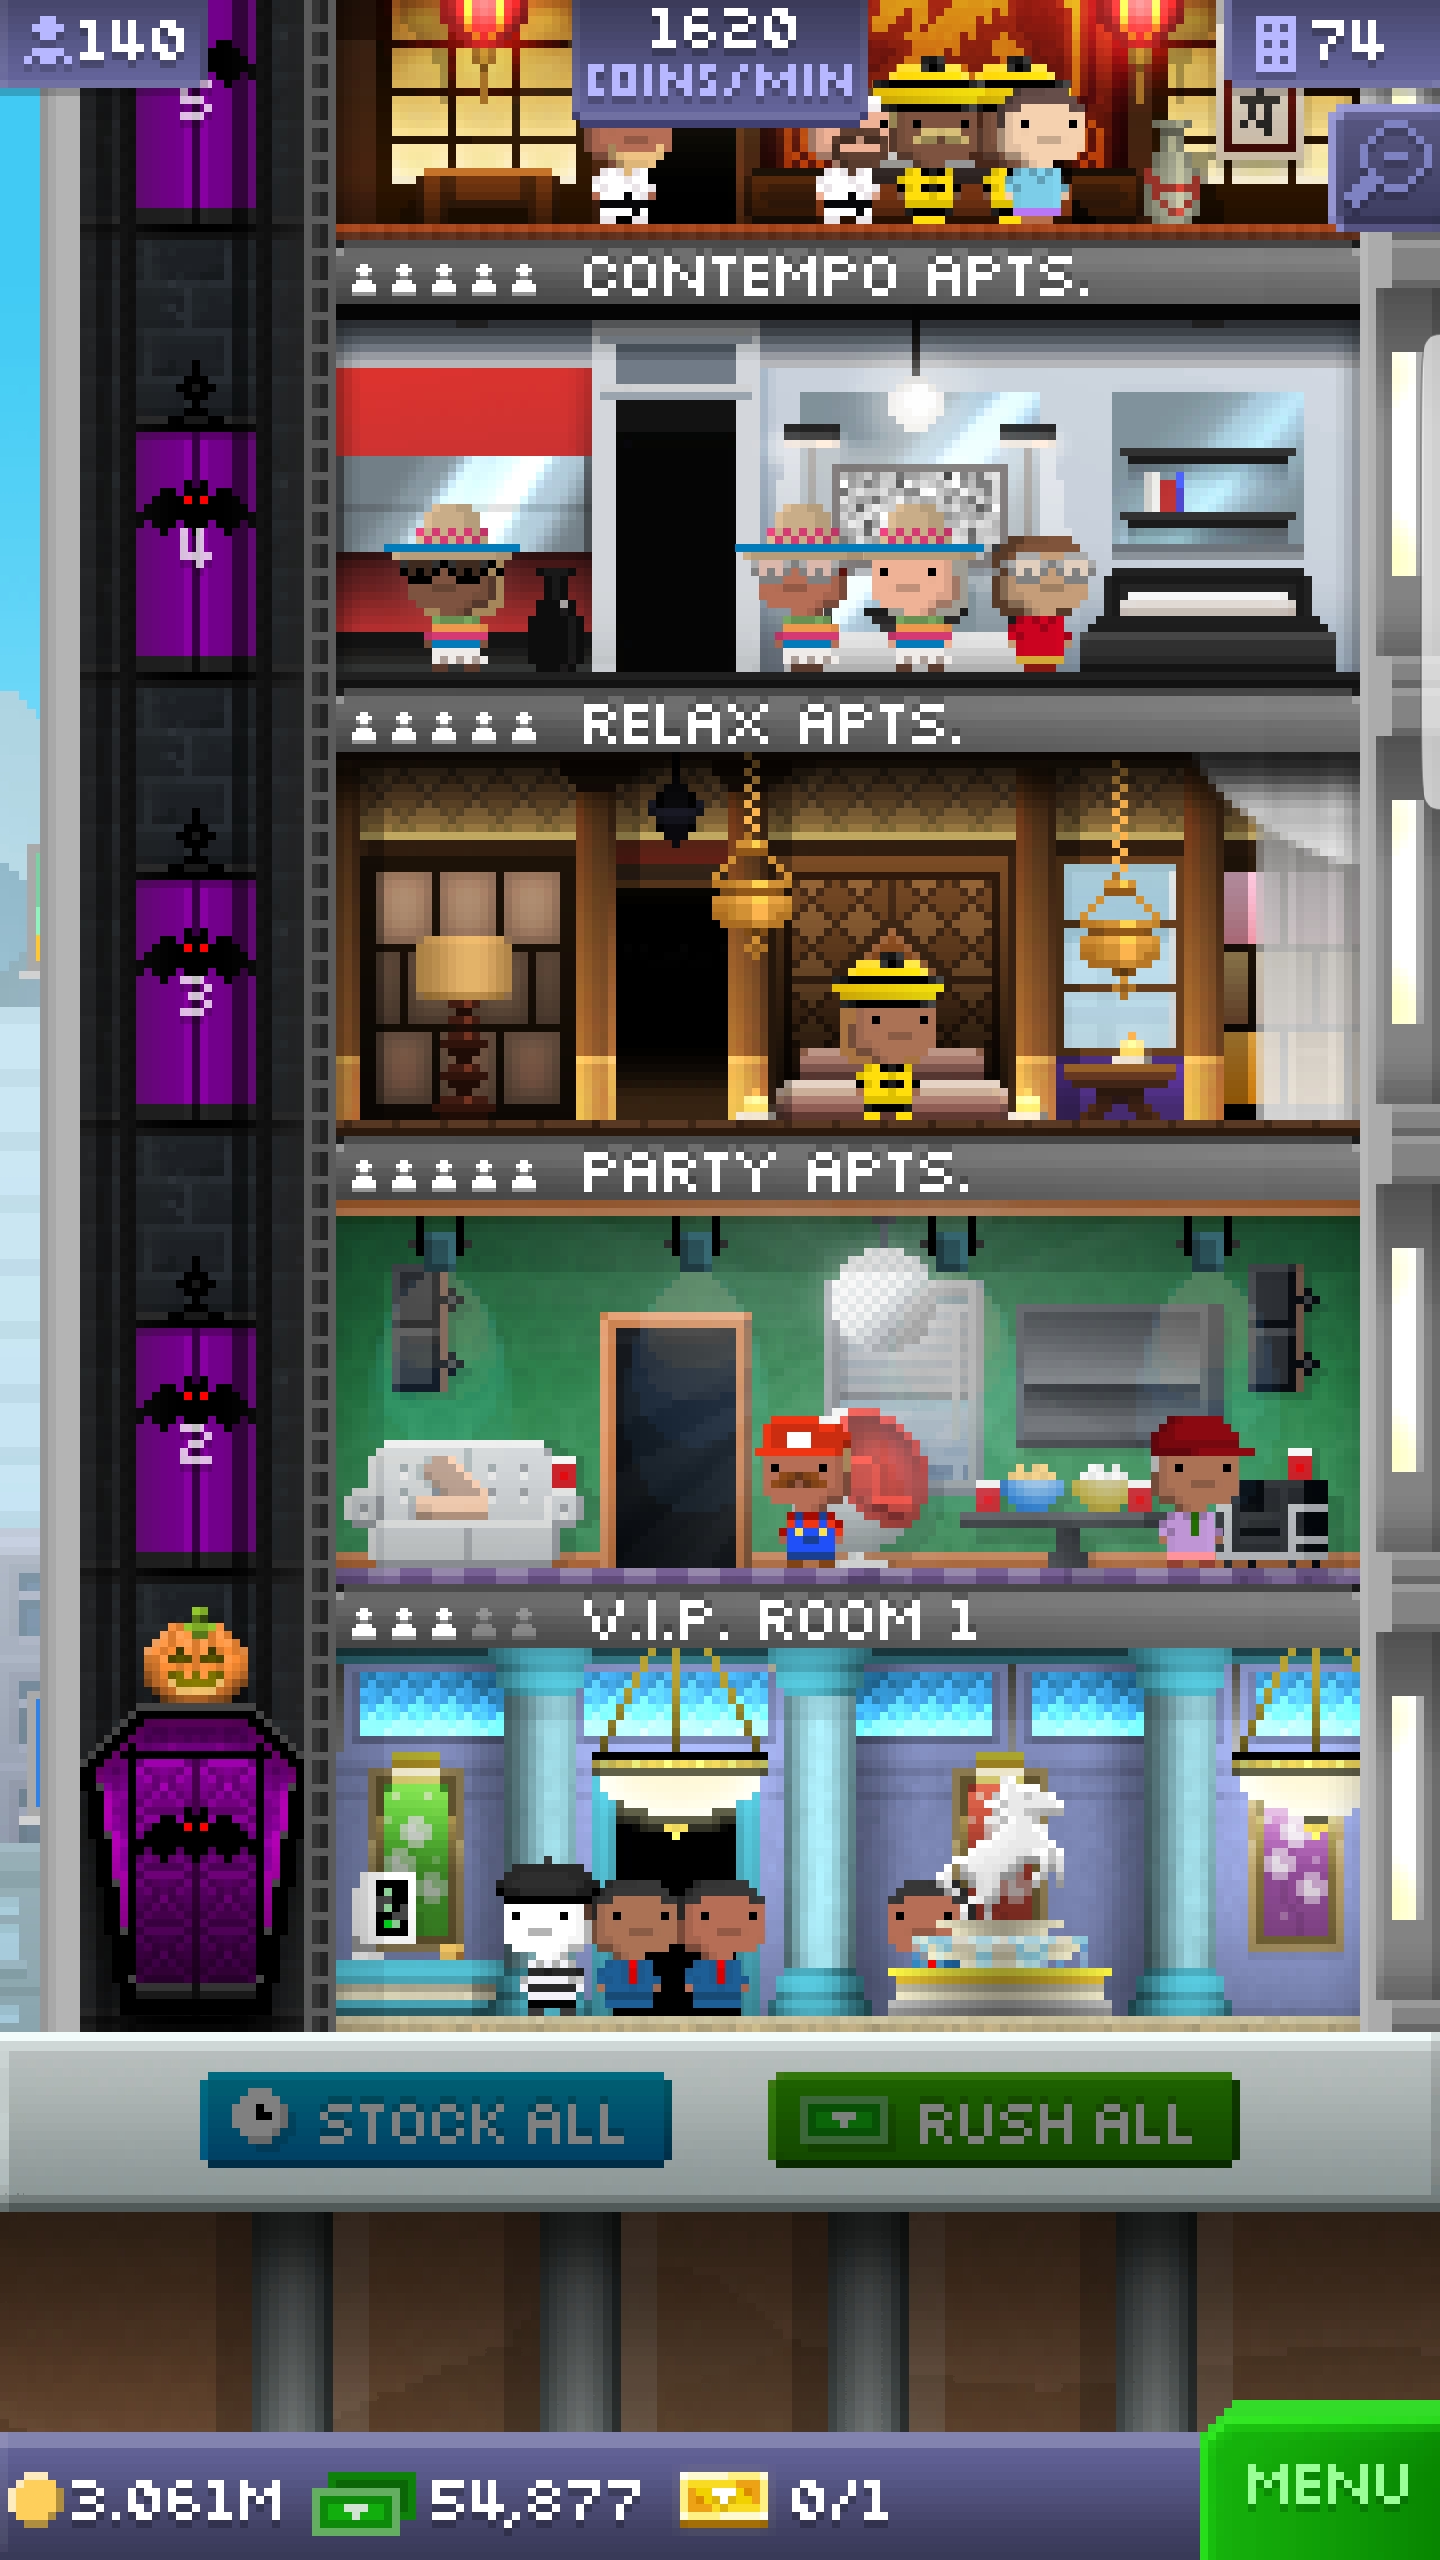 140
1620
COINS/MIN
74
5
CONTEMPO APTS.
4
RELAX APTS.
3
PARTY APTS.
2
V.I.P. ROOM 1
STOCK ALL
RUSH ALL
3.061M
54,877
0/1
MENU